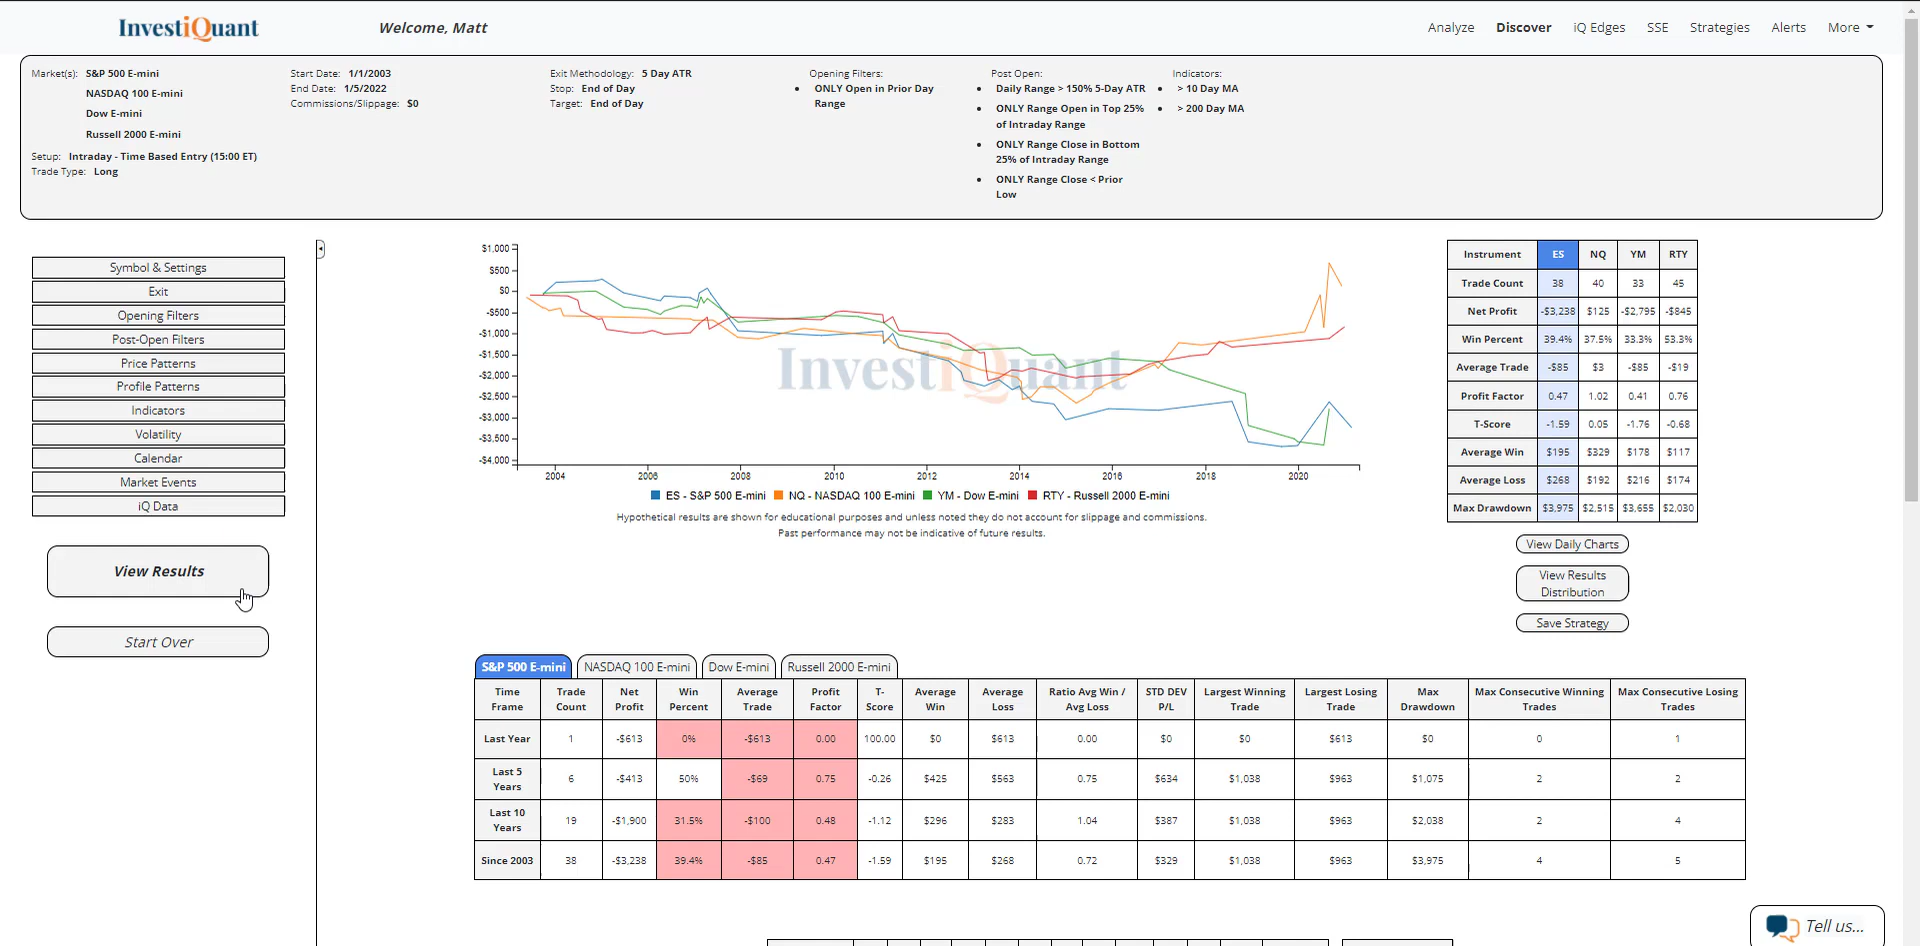 InvestiQuant
Welcome, Matt
Analyze Discover iQ Edges SSE Strategies Alerts More
Market(s): S&P 500 E-mini
NASDAQ 100 E-mini
Dow E-mini
Russell 2000 E-mini
Setup: Intraday - Time Based Entry (15:00 ET)
Trade Type: Long
Start Date: 1/1/2003
End Date: 1/5/2022
Commissions/Slippage: $0
Exit Methodology: 5 Day ATR
Stop: End of Day
Target: End of Day
Opening Filters:
• ONLY Open in Prior Day
Range
Post Open:
• Daily Range > 150% 5-Day ATR
• ONLY Range Open in Top 25%
of Intraday Range
• ONLY Range Close in Bottom
25% of Intraday Range
• ONLY Range Close < Prior
Low
Indicators:
• > 10 Day MA
• > 200 Day MA
Symbol & Settings
Exit
Opening Filters
Post-Open Filters
Price Patterns
Profile Patterns
Indicators
Volatility
Calendar
Market Events
iQ Data
View Results
Start Over
$1,000
$500
$0
-$500
-$1,000
-$1,500
-$2,000
-$2,500
-$3,000
-$3,500
-$4,000
InvestiQuant
2004 2006 2008 2010 2012 2014 2016 2018 2020
ES - S&P 500 E-mini NQ - NASDAQ 100 E-mini YM - Dow E-mini RTY - Russell 2000 E-mini
Hypothetical results are shown for educational purposes and unless noted they do not account for slippage and commissions.
Past performance may not be indicative of future results.
Instrument ES NQ YM RTY
Trade Count 38 40 33 45
Net Profit -$3,238 $125 -$2,795 -$845
Win Percent 39.4% 37.5% 33.3% 53.3%
Average Trade -$85 $3 -$85 -$19
Profit Factor 0.47 1.02 0.41 0.76
T-Score -1.59 0.05 -1.76 -0.68
Average Win $195 $329 $178 $117
Average Loss $268 $192 $216 $174
Max Drawdown $3,975 $2,515 $3,655 $2,030
View Daily Charts
View Results
Distribution
Save Strategy
S&P 500 E-mini NASDAQ 100 E-mini Dow E-mini Russell 2000 E-mini
Time Trade Net Win Average Profit T- Average Average Ratio Avg Win / STD DEV Largest Winning Largest Losing Max Max Consecutive Winning Max Consecutive Losing
Frame Count Profit Percent Trade Factor Score Win Loss Avg Loss P/L Trade Trade Drawdown Trades Trades
Last Year 1 -$613 0% -$613 0.00 100.00 $0 $613 0.00 $0 $0 $613 $0 0 1
Last 5
Years 6 -$413 50% -$69 0.75 -0.26 $425 $563 0.75 $634 $1,038 $963 $1,075 2 2
Last 10
Years 19 -$1,900 31.5% -$100 0.48 -1.12 $296 $283 1.04 $387 $1,038 $963 $2,038 2 4
Since 2003 38 -$3,238 39.4% -$85 0.47 -1.59 $195 $268 0.72 $329 $1,038 $963 $3,975 4 5
Tell us...